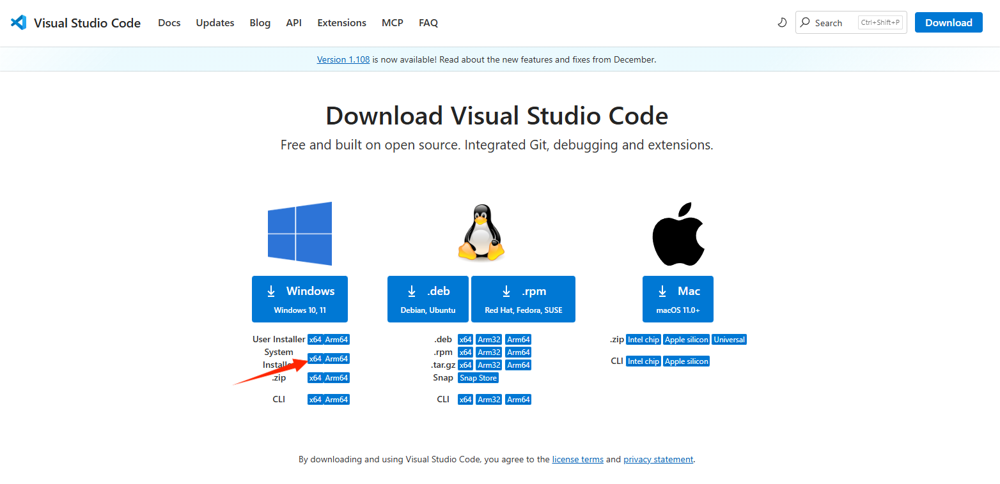 Visual Studio Code Docs Updates Blog API Extensions MCP FAQ Search Ctrl+Shift+P Download
Version 1.108 is now available! Read about the new features and fixes from December.
Download Visual Studio Code
Free and built on open source. Integrated Git, debugging and extensions.
Windows
Windows 10, 11
User Installer x64 Arm64
System
x64 Arm64
.zip x64 Arm64
CLI x64 Arm64
.deb
Debian, Ubuntu
.rpm
Red Hat, Fedora, SUSE
.deb x64 Arm32 Arm64
.rpm x64 Arm32 Arm64
.tar.gz x64 Arm32 Arm64
Snap Snap Store
CLI x64 Arm32 Arm64
Mac
macOS 11.0+
.zip Intel chip Apple silicon Universal
CLI Intel chip Apple silicon
By downloading and using Visual Studio Code, you agree to the license terms and privacy statement.